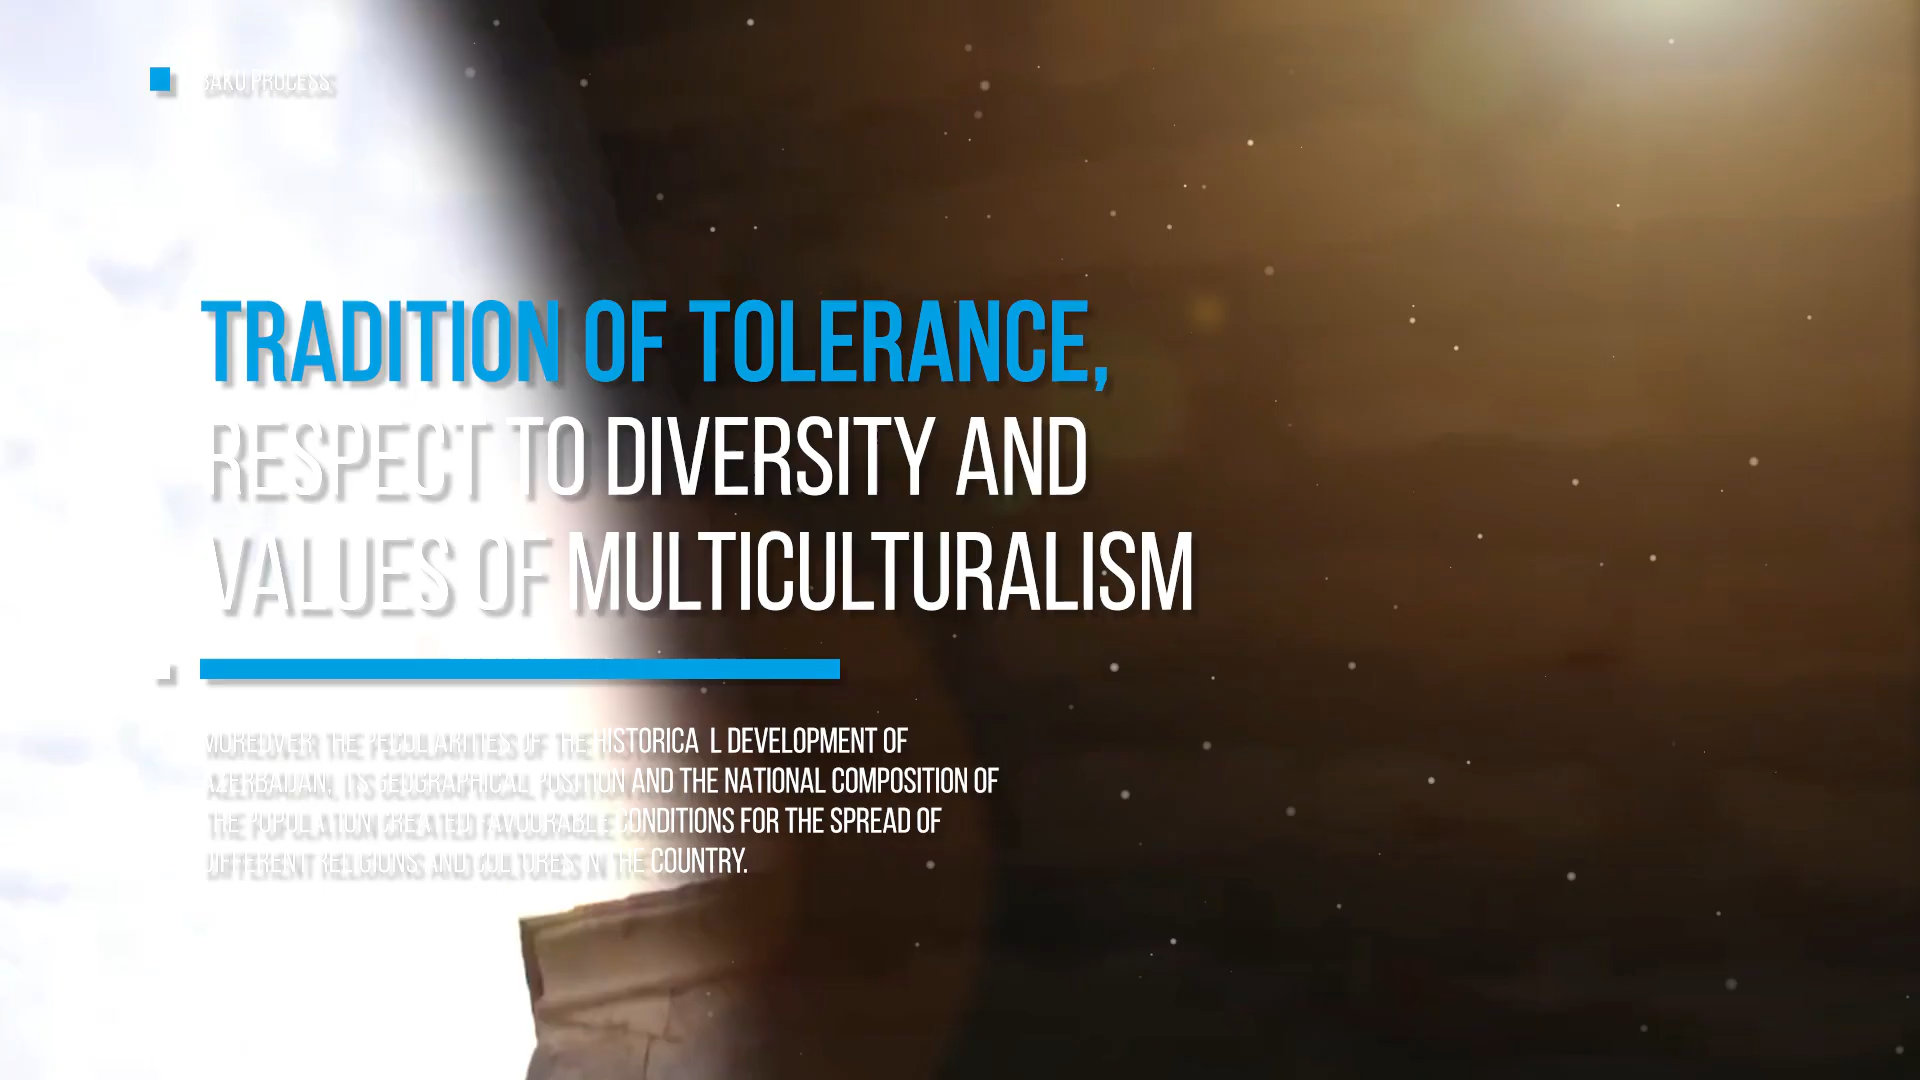 BAKU PROCESS
TRADITION OF TOLERANCE,
RESPECT TO DIVERSITY AND
VALUES OF MULTICULTURALISM
MOREOVER THE PECULIARITIES OF THE HISTORICA L DEVELOPMENT OF
AZERBAIJAN, ITS GEOGRAPHICAL POSITION AND THE NATIONAL COMPOSITION OF
THE POPULATION CREATED FAVOURABLE CONDITIONS FOR THE SPREAD OF
DIFFERENT RELIGIONS AND CULTURES IN THE COUNTRY.